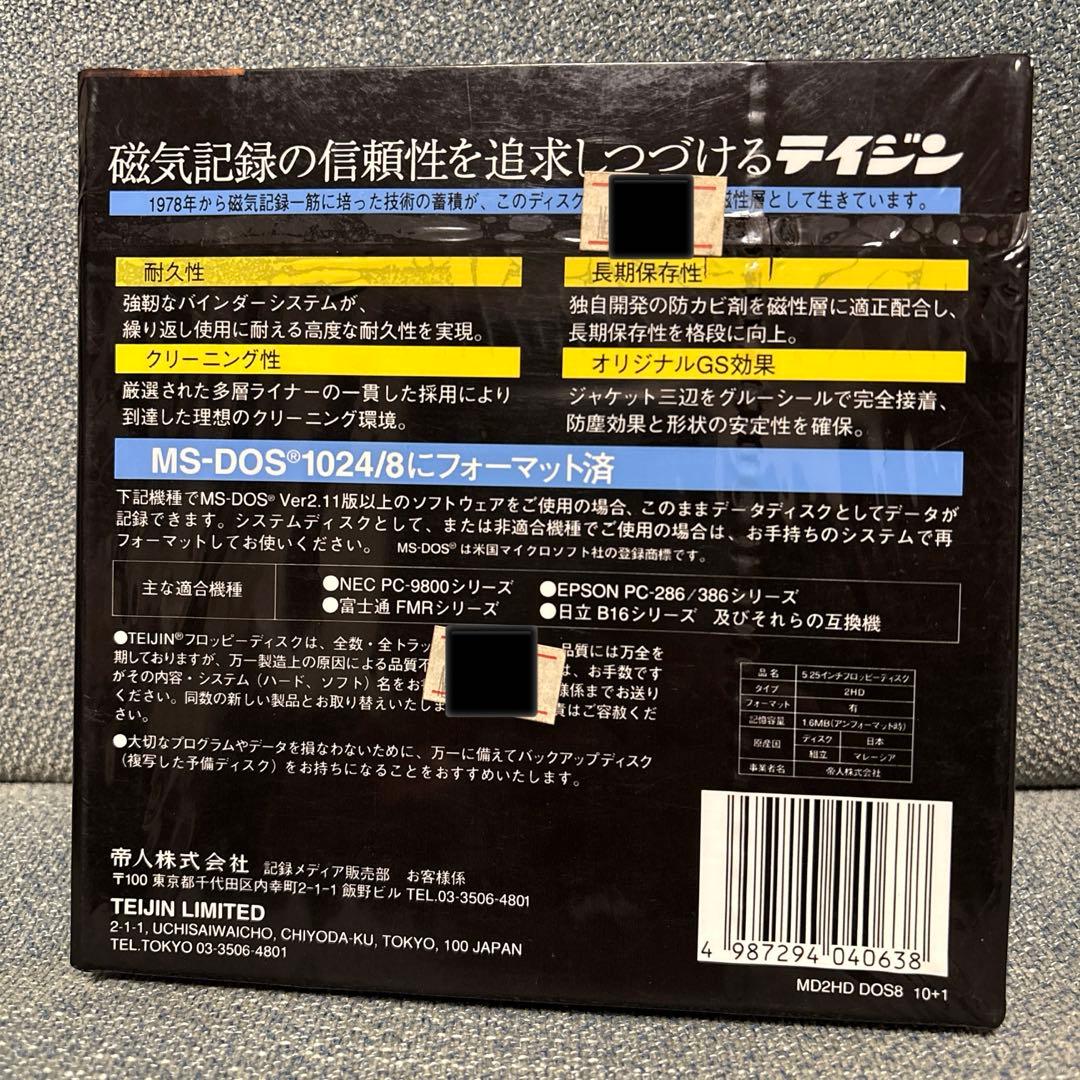 磁気記録の信頼性を追求しつづけるテイジン
1978年から磁気記録一筋に培った技術の蓄積が、このディスク 磁性層として生きています。
耐久性
強靭なバインダーシステムが、
繰り返し使用に耐える高度な耐久性を実現。
長期保存性
独自開発の防カビ剤を磁性層に適正配合し、
長期保存性を格段に向上。
クリーニング性
厳選された多層ライナーの一貫した採用により
到達した理想のクリーニング環境。
オリジナルGS効果
ジャケット三辺をグルーシールで完全接着、
防塵効果と形状の安定性を確保。
MS-DOS®1024/8にフォーマット済
下記機種でMS-DOS® Ver2.11版以上のソフトウェアをご使用の場合、このままデータディスクとしてデータが
記録できます。システムディスクとして、または非適合機種でご使用の場合は、お手持ちのシステムで再
フォーマットしてお使いください。 MS-DOS®は米国マイクロソフト社の登録商標です。
主な適合機種
●NEC PC-9800シリーズ ●EPSON PC-286/386シリーズ
●富士通 FMRシリーズ ●日立 B16シリーズ 及びそれらの互換機
●TEIJIN®フロッピーディスクは、全数・全トラッ 品質には万全を
期しておりますが、万一製造上の原因による品質不 は、お手数です
がその内容・システム(ハード、ソフト)名をお 様係までお送り
ください。同数の新しい製品とお取り替えいたしま 責はご容赦くだ
さい。
●大切なプログラムやデータを損なわないために、万一に備えてバックアップディスク
(複写した予備ディスク)をお持ちになることをおすすめいたします。
品名 5.25インチフロッピーディスク
タイプ 2HD
フォーマット 有
記憶容量 1.6MB(アンフォーマット時)
原産国 ディスク 日本
組立 マレーシア
事業者名 帝人株式会社
帝人株式会社 記録メディア販売部 お客様係
〒100 東京都千代田区内幸町2-1-1 飯野ビル TEL.03-3506-4801
TEIJIN LIMITED
2-1-1, UCHISAIWAICHO, CHIYODA-KU, TOKYO, 100 JAPAN
TEL.TOKYO 03-3506-4801
4 987294 040638
MD2HD DOS8 10+1